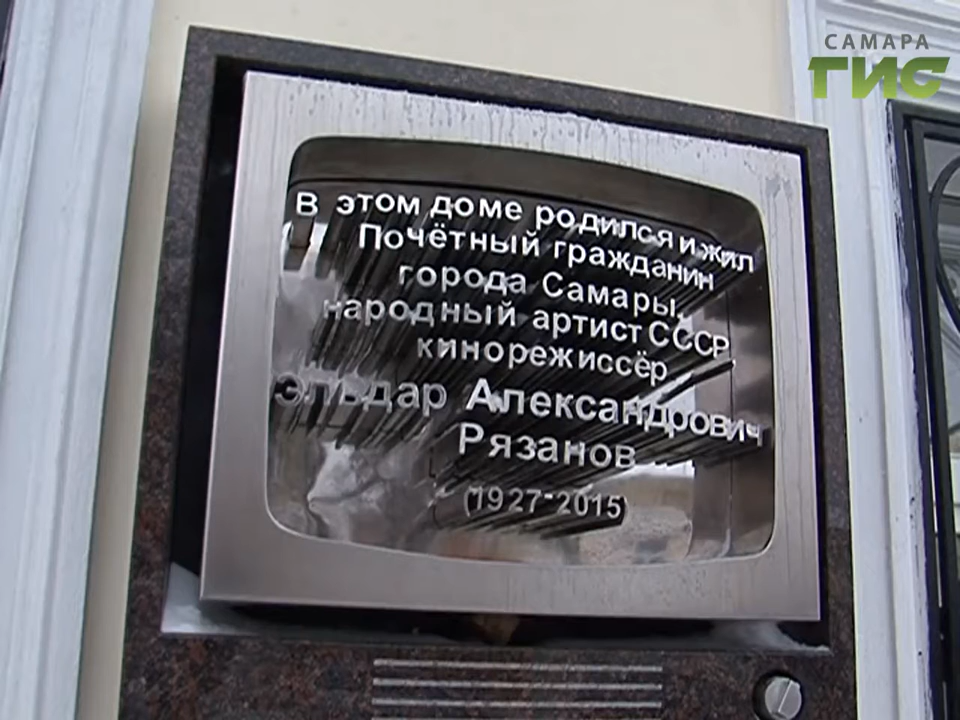 САМАРА
ГИС
В этом доме родился и жил
Почётный гражданин
города Самары,
народный артист СССР
кинорежиссёр
Эльдар Александрович
Рязанов
(1927-2015)